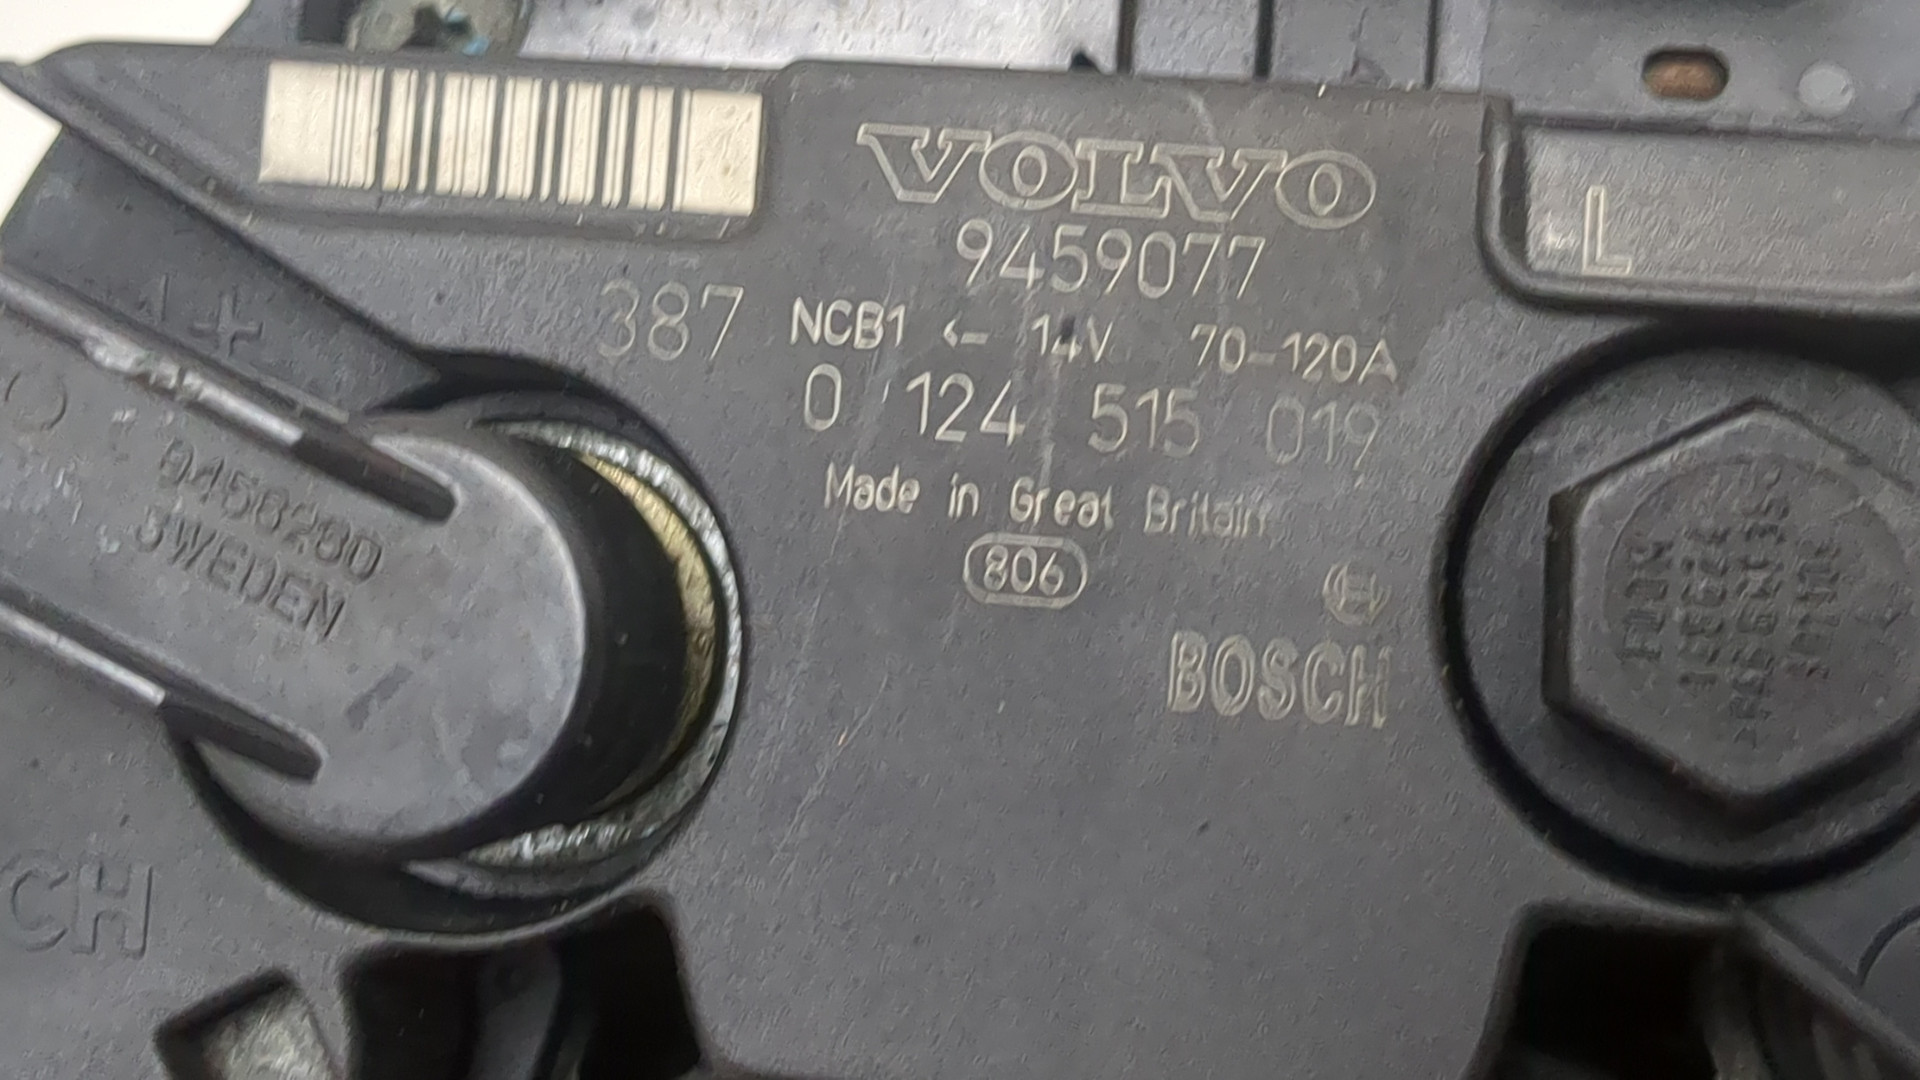 VOLVO
9459077
387 NCB1 ← 14V 70-120A
0 124 515 019
Made in Great Britain
806
BOSCH
L
+
SWEDEN
CH